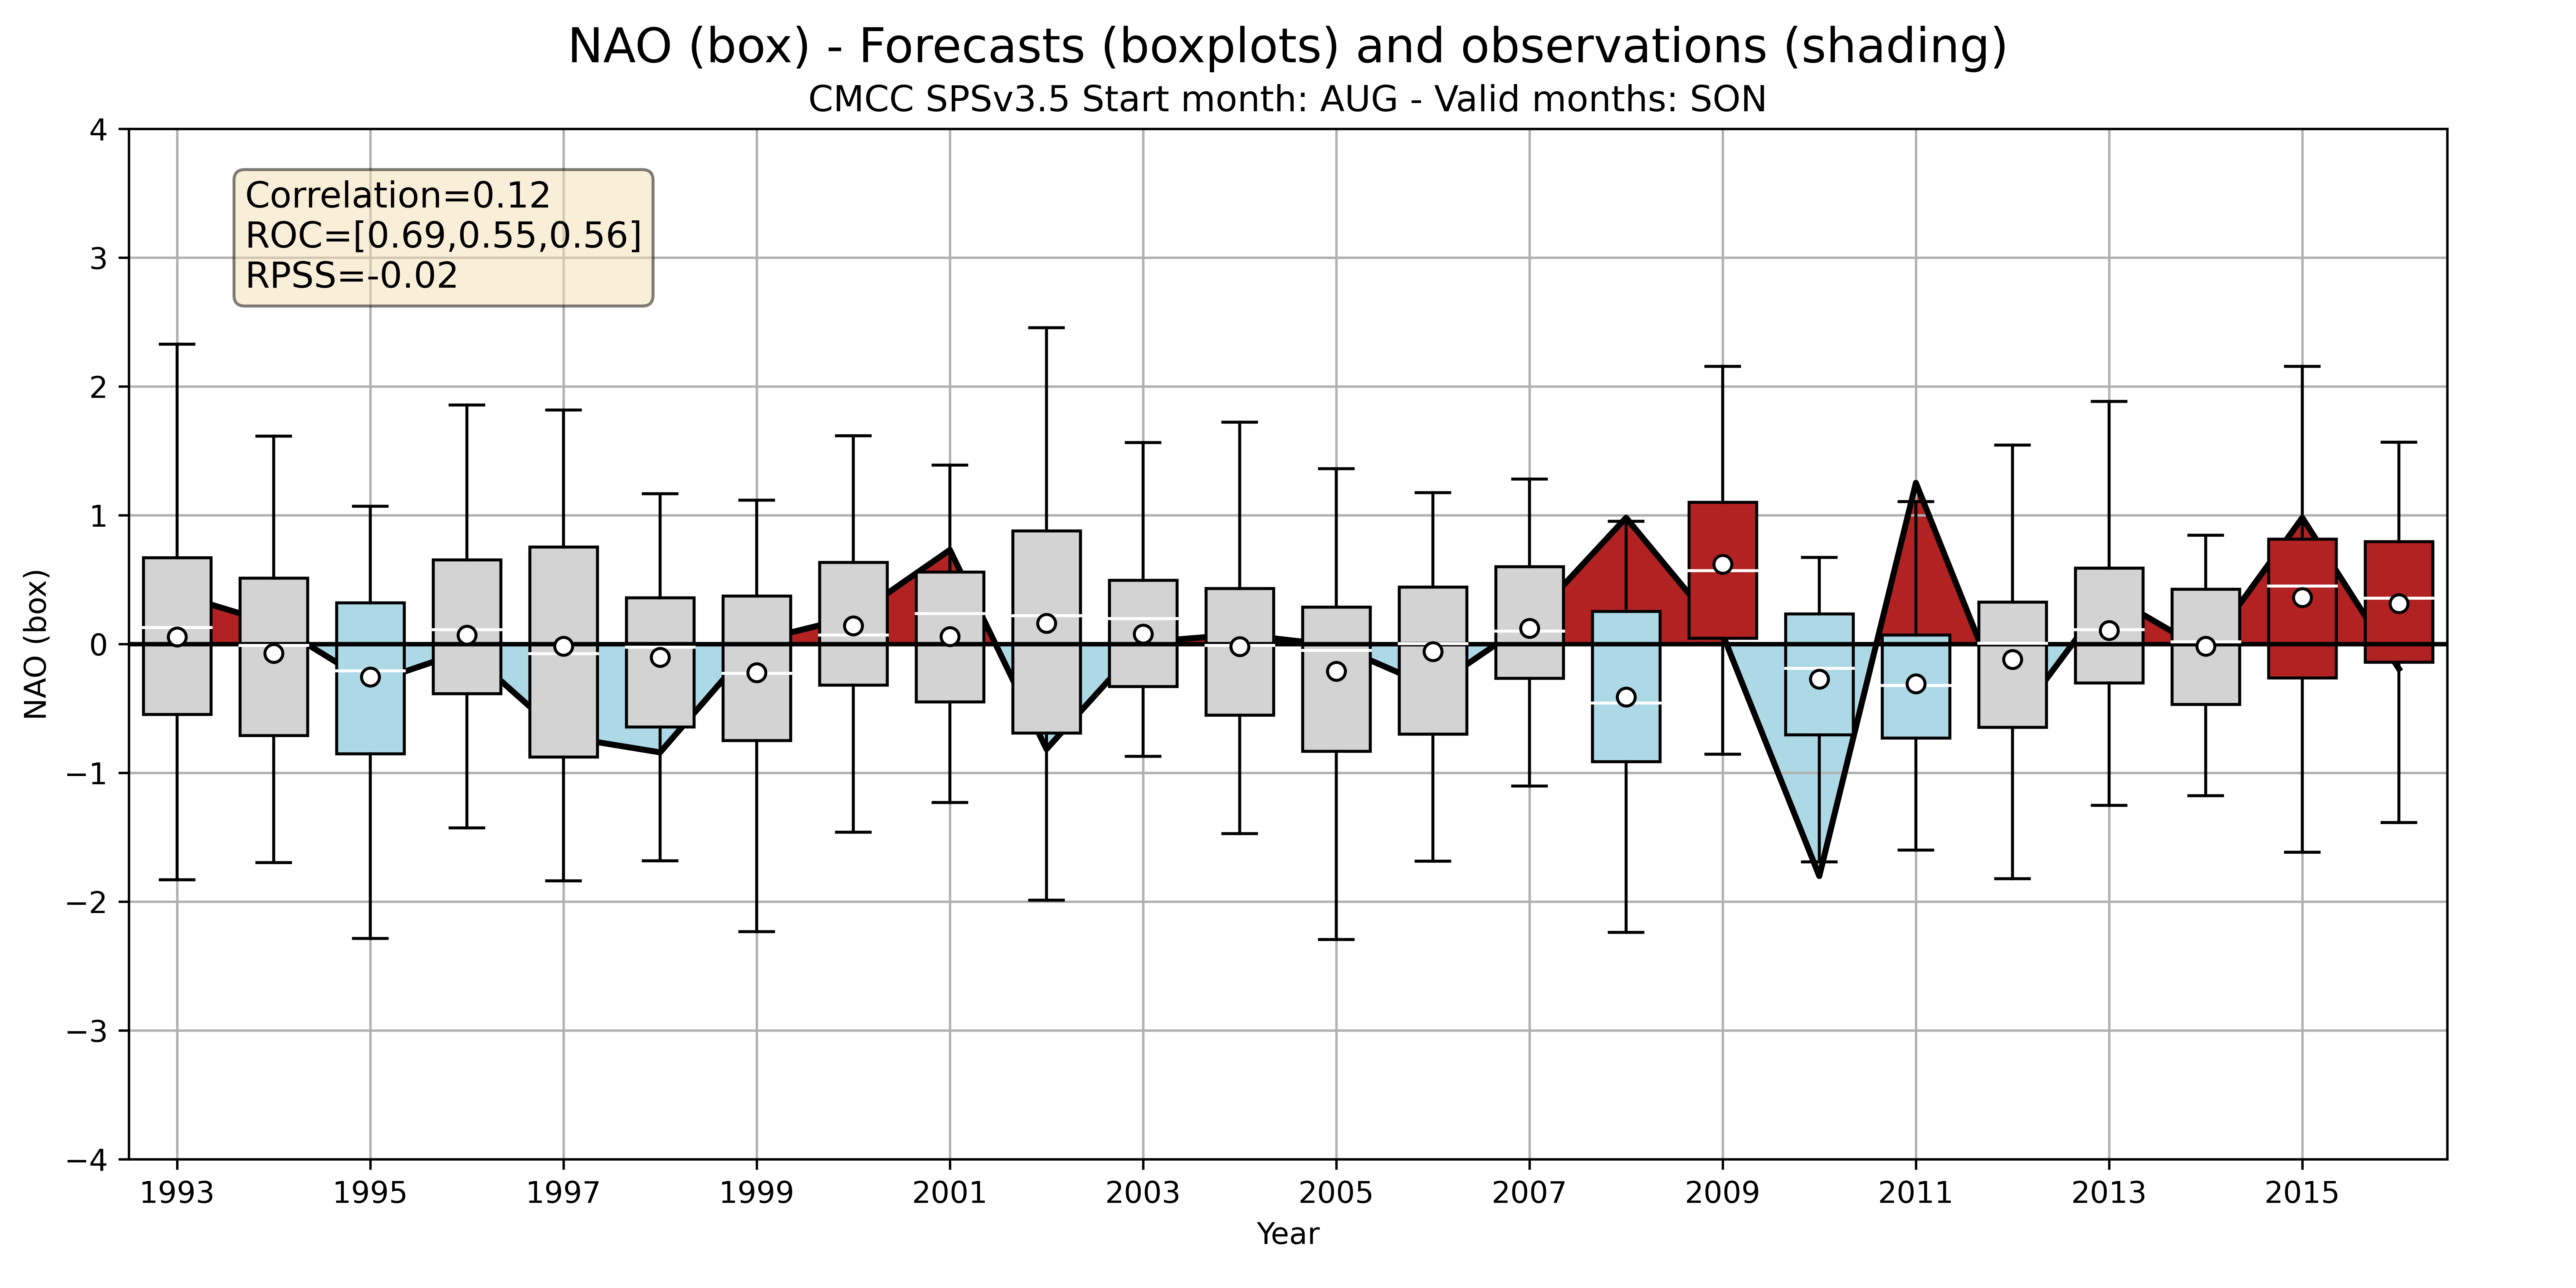 NAO (box) - Forecasts (boxplots) and observations (shading)
CMCC SPSv3.5 Start month: AUG - Valid months: SON
Correlation=0.12
ROC=[0.69,0.55,0.56]
RPSS=-0.02
NAO (box)
4
3
2
1
0
−1
−2
−3
−4
1993 1995 1997 1999 2001 2003 2005 2007 2009 2011 2013 2015
Year